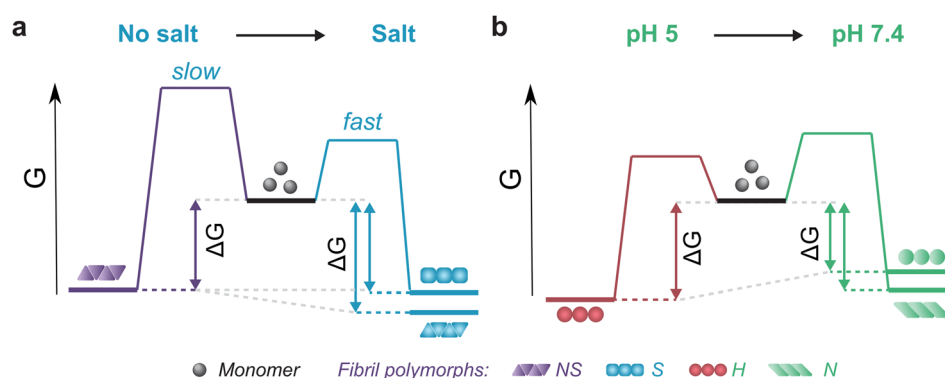 a
No salt
Salt
slow
fast
G
ΔG
ΔG
b
pH 5
pH 7.4
G
ΔG
ΔG
Monomer Fibril polymorphs: NS S H N